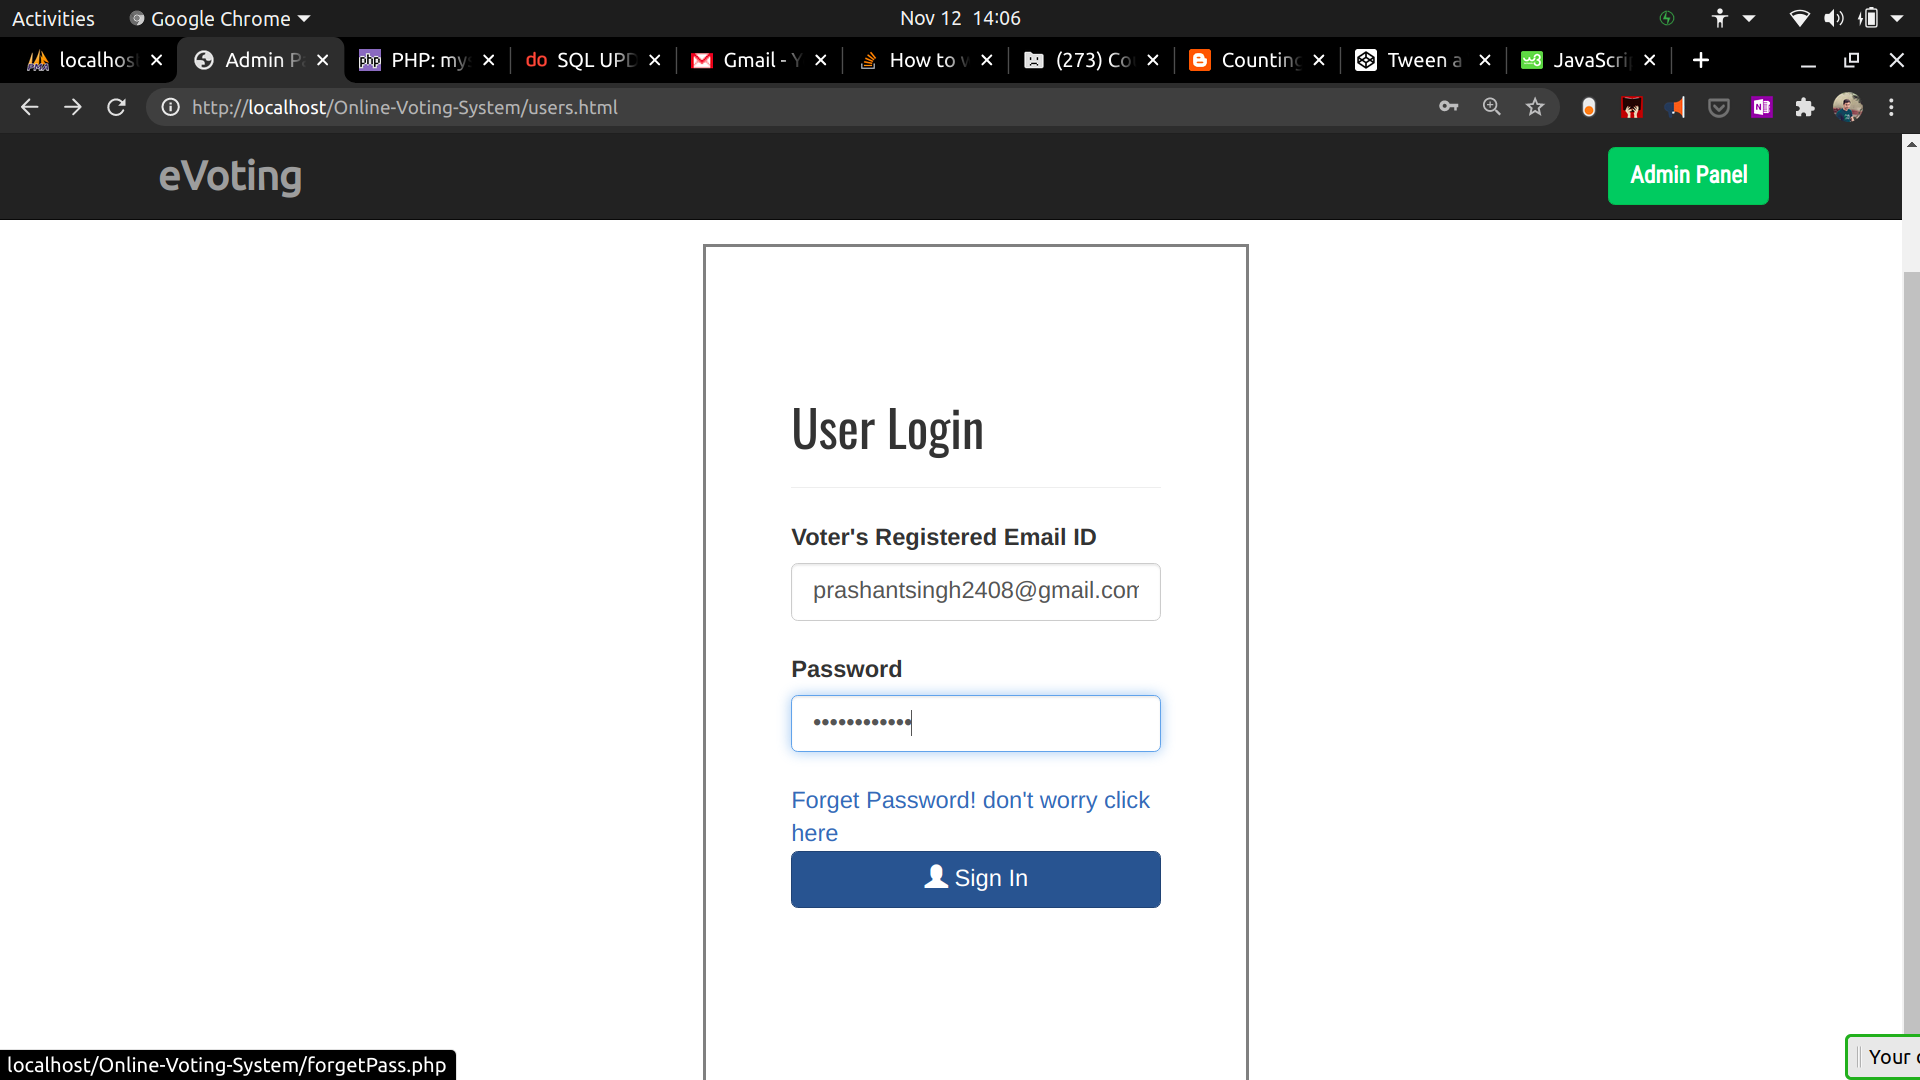 Activities Google Chrome Nov 12 14:06
localhos Admin P PHP: mys do SQL UPD Gmail - Y How to w (273) Co Counting Tween a JavaScri
http://localhost/Online-Voting-System/users.html
eVoting
Admin Panel
User Login
Voter's Registered Email ID
prashantsingh2408@gmail.com
Password
Forget Password! don't worry click
here
Sign In
localhost/Online-Voting-System/forgetPass.php
Your